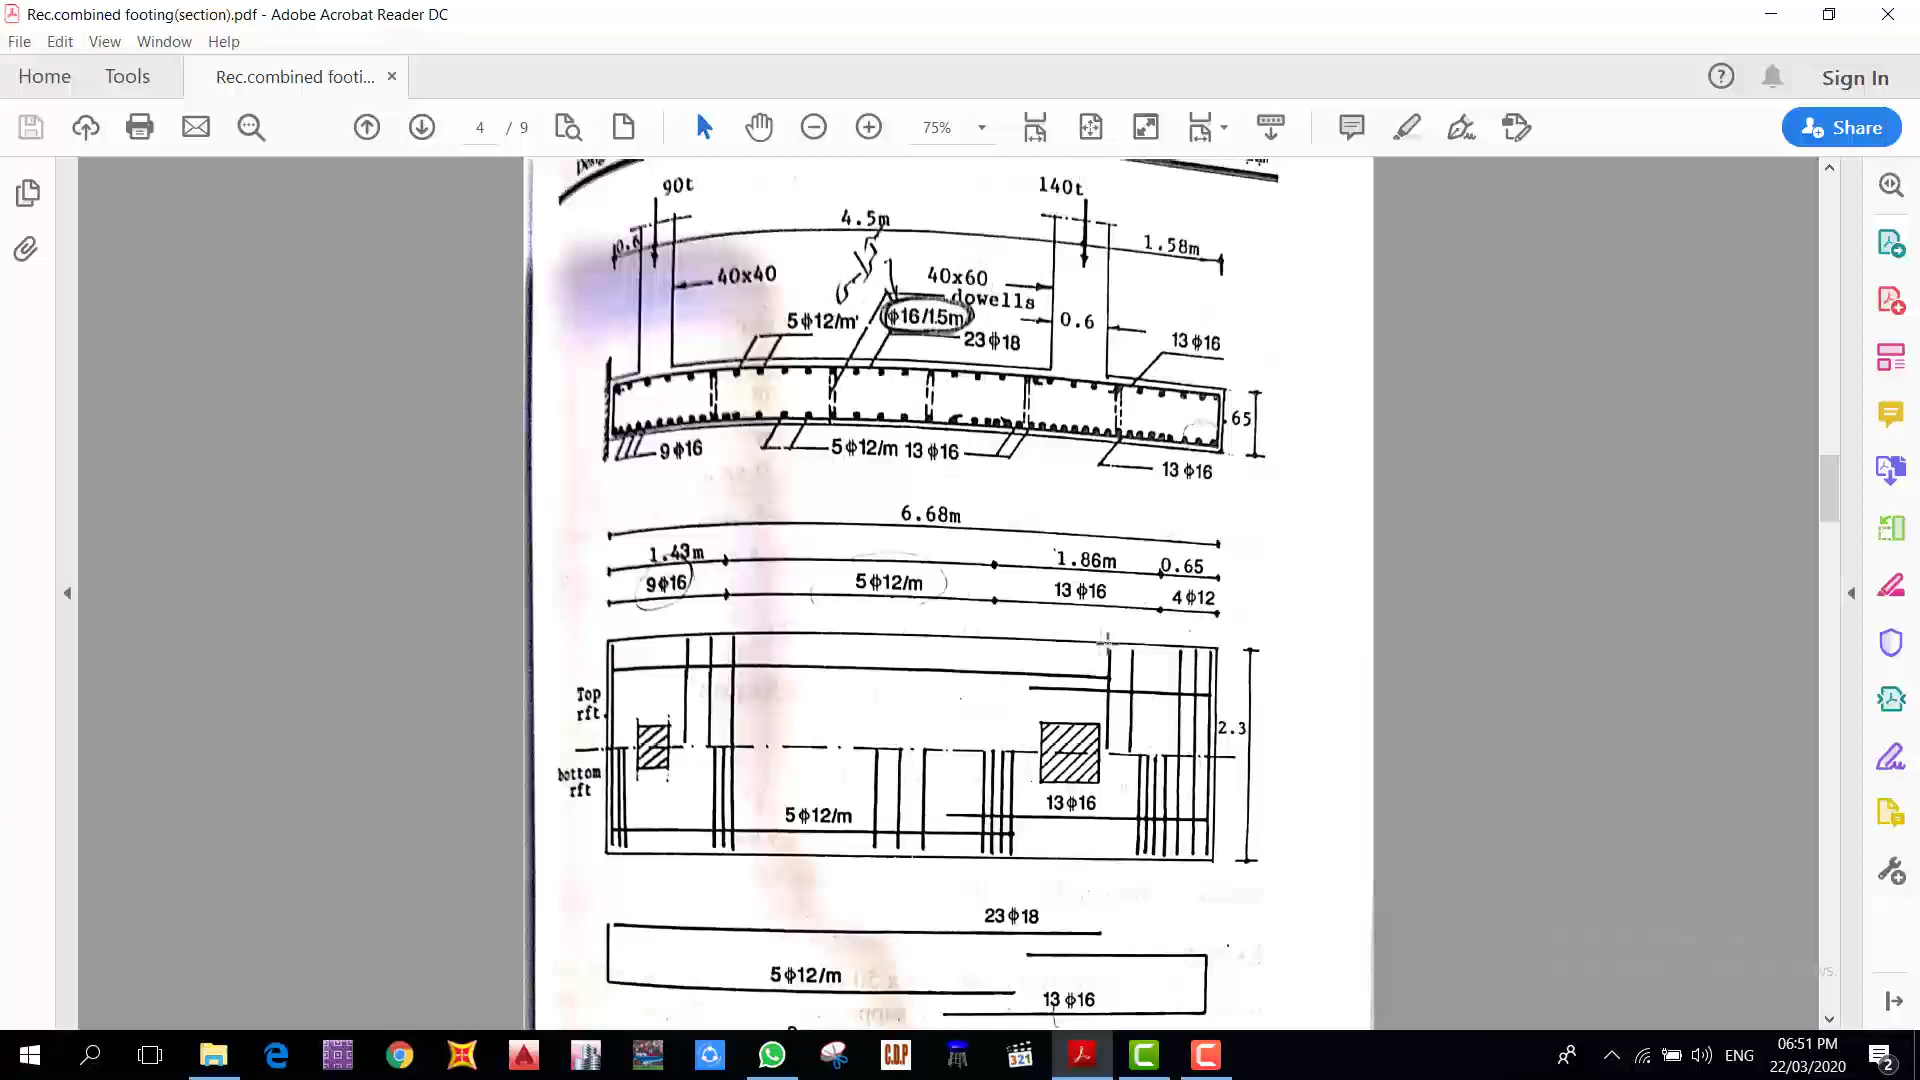 Rec.combined footing(section).pdf - Adobe Acrobat Reader DC
File Edit View Window Help
Home Tools Rec.combined footi... × Sign In
4 / 9 75% Share
90t 140t
4.5m
0.6 1.58m
40x40 40x60
dowells
5ϕ12/m' ϕ16/1.5m 0.6
23ϕ18 13ϕ16
.65
9ϕ16 5ϕ12/m 13ϕ16
13ϕ16
6.68m
1.43m 1.86m 0.65
9ϕ16 5ϕ12/m 13ϕ16 4ϕ12
Top
rft.
2.3
bottom
rft
5ϕ12/m 13ϕ16
23ϕ18
5ϕ12/m
13ϕ16
C.D.P
321
ENG
06:51 PM
22/03/2020
2